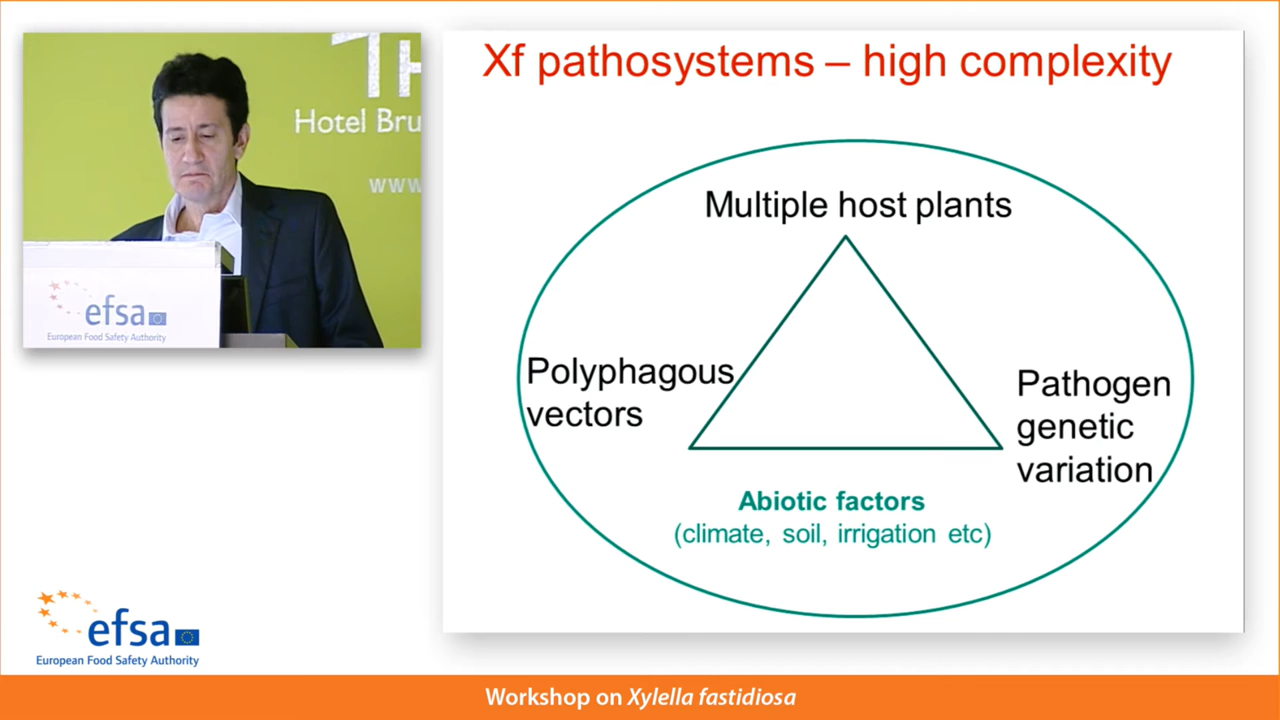 Xf pathosystems – high complexity
Hotel Bru
www
efsa
European Food Safety Authority
Multiple host plants
Polyphagous
vectors
Pathogen
genetic
variation
Abiotic factors
(climate, soil, irrigation etc)
efsa
European Food Safety Authority
Workshop on Xylella fastidiosa